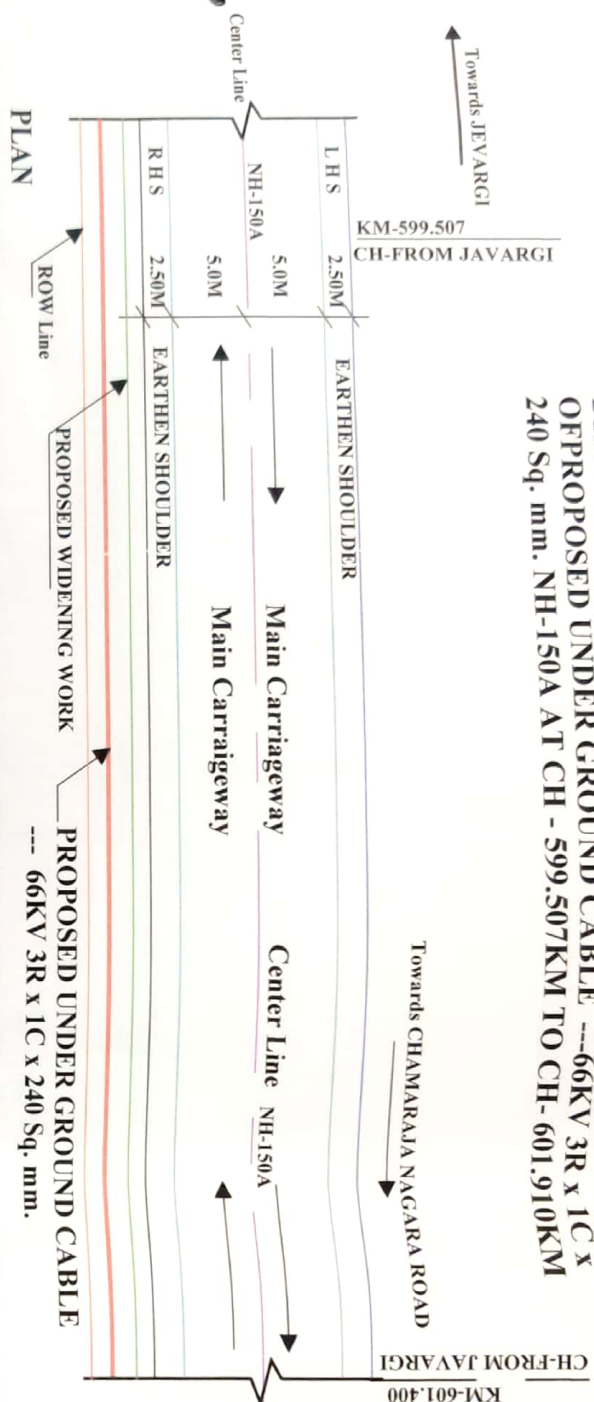 OFPROPOSED UNDER GROUND CABLE ---66KV 3R x 1C x
240 Sq. mm. NH-150A AT CH - 599.507KM TO CH- 601.910KM
Towards JEVARGI
KM-599.507
CH-FROM JAVARGI
Towards CHAMARAJA NAGARA ROAD
CH-FROM JAVARGI
KM-601.400
L H S
2.50M
EARTHEN SHOULDER
5.0M
Main Carriageway
Center Line
NH-150A
Center Line
NH-150A
5.0M
Main Carraigeway
R H S
2.50M
EARTHEN SHOULDER
ROW Line
PROPOSED WIDENING WORK
PROPOSED UNDER GROUND CABLE
--- 66KV 3R x 1C x 240 Sq. mm.
PLAN